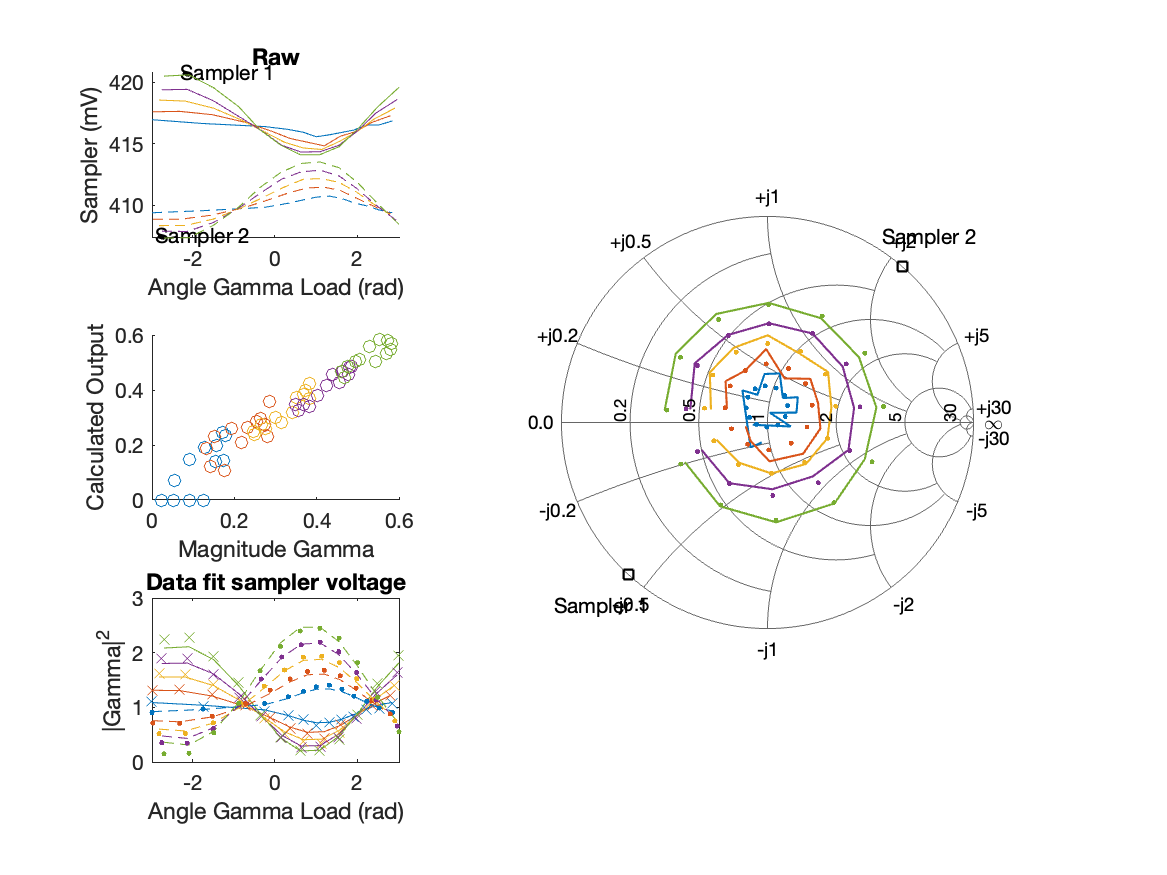 Raw
Sampler 1
420
415
410
Sampler (mV)
Sampler 2
-2
0
2
Angle Gamma Load (rad)
0.6
0.4
0.2
0
Calculated Output
0
0.2
0.4
0.6
Magnitude Gamma
Data fit sampler voltage
3
2
1
0
|Gamma|²
-2
0
2
Angle Gamma Load (rad)
+j1
+j0.5
Sampler 2
+j2
+j0.2
+j5
0.0
0.2
0.5
1
2
5
30
+j30
∞
-j30
-j0.2
-j5
Sampler 1
-j0.5
-j2
-j1